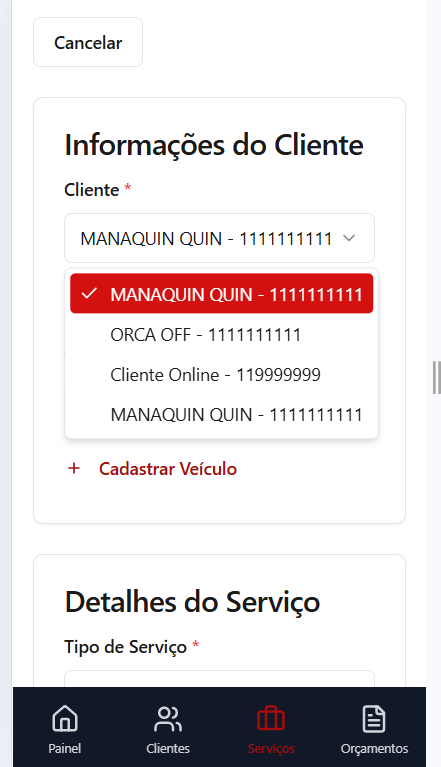 Cancelar
Informações do Cliente
Cliente *
MANAQUIN QUIN - 1111111111
MANAQUIN QUIN - 1111111111
ORCA OFF - 1111111111
Cliente Online - 119999999
MANAQUIN QUIN - 1111111111
+ Cadastrar Veículo
Detalhes do Serviço
Tipo de Serviço *
Painel Clientes Serviços Orçamentos